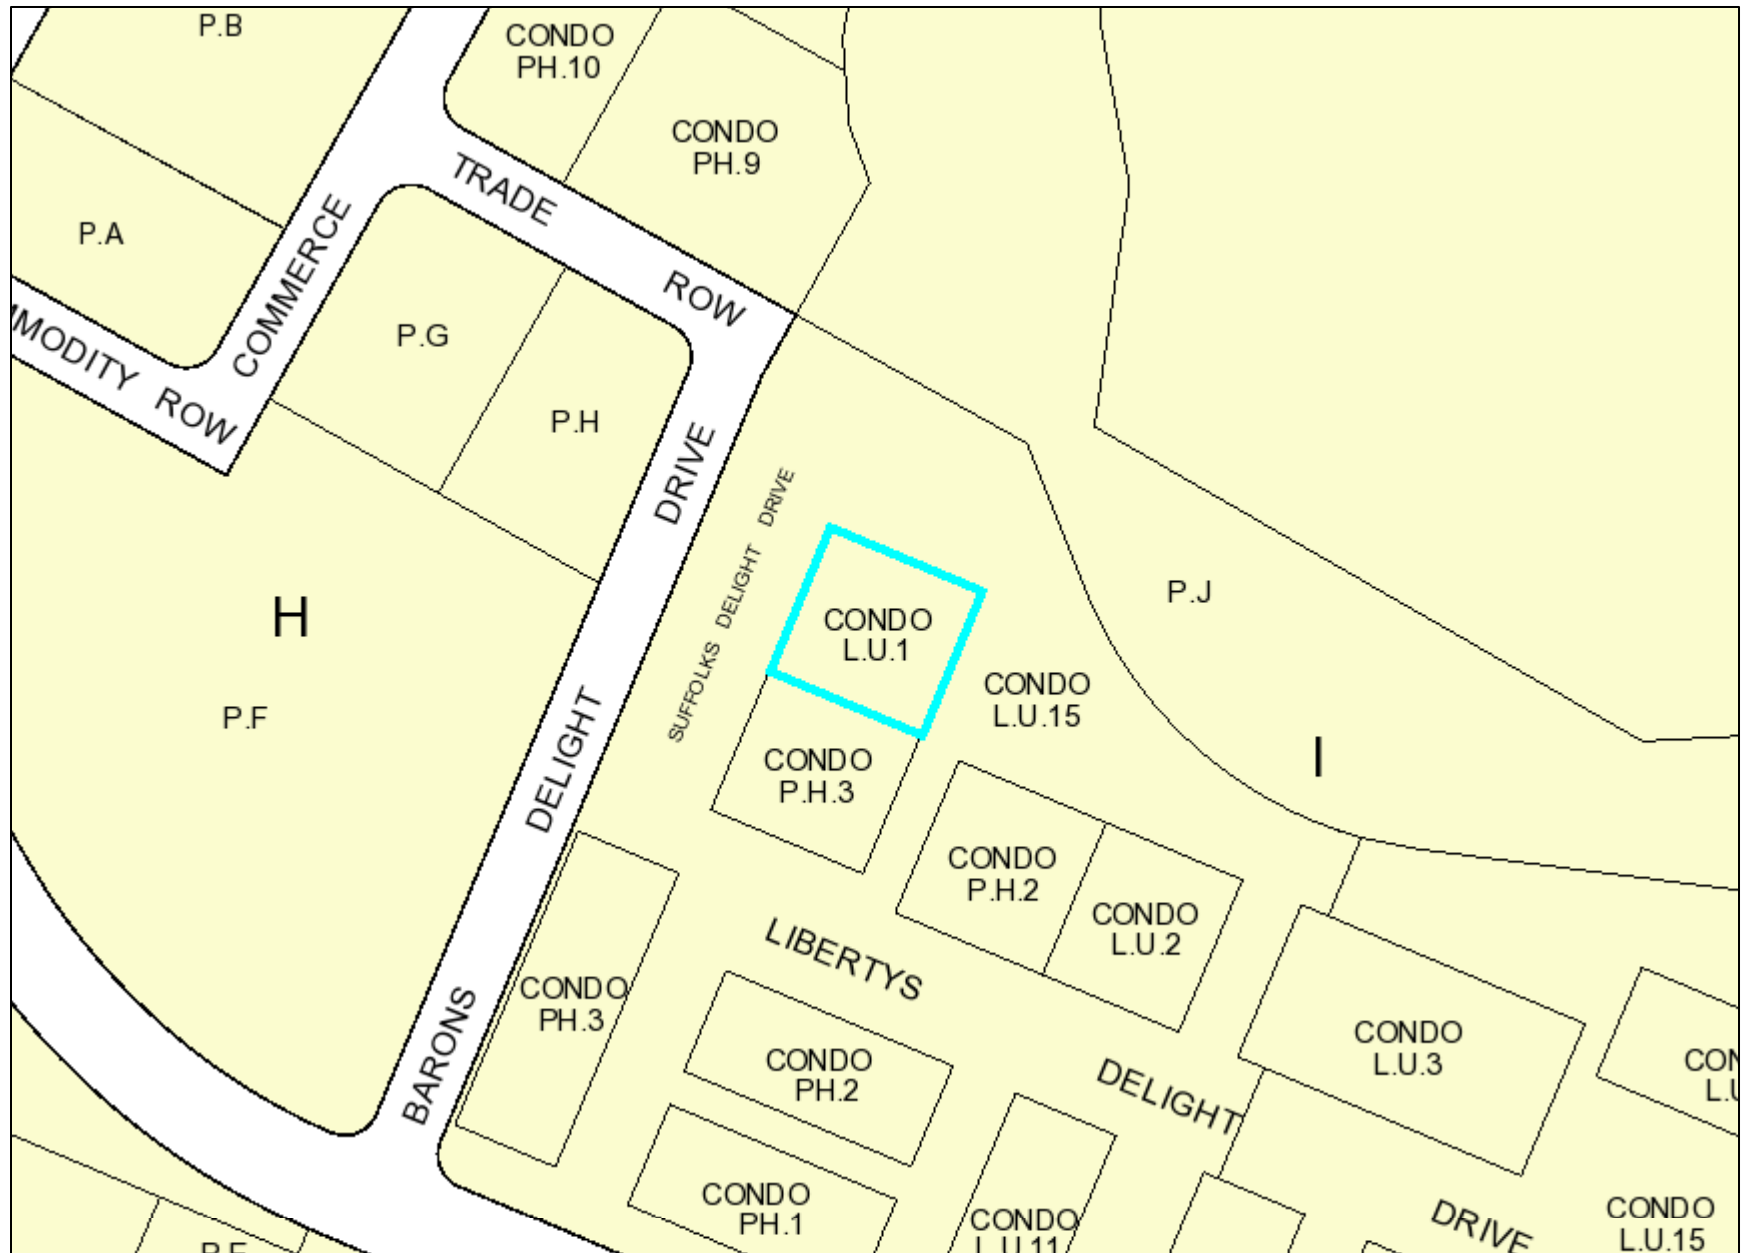 P.B
CONDO
PH.10
CONDO
PH.9
TRADE
ROW
P.A
COMMERCE
P.G
ROW
P.H
DRIVE
SUFFOLKS DELIGHT DRIVE
H
P.F
CONDO
L.U.1
P.J
CONDO
L.U.15
I
DELIGHT
CONDO
P.H.3
CONDO
P.H.2
CONDO
L.U.2
LIBERTYS
CONDO
PH.3
BARONS
CONDO
PH.2
DELIGHT
CONDO
L.U.3
CONDO
PH.1
CONDO
L.U.11
DRIVE
CONDO
L.U.15